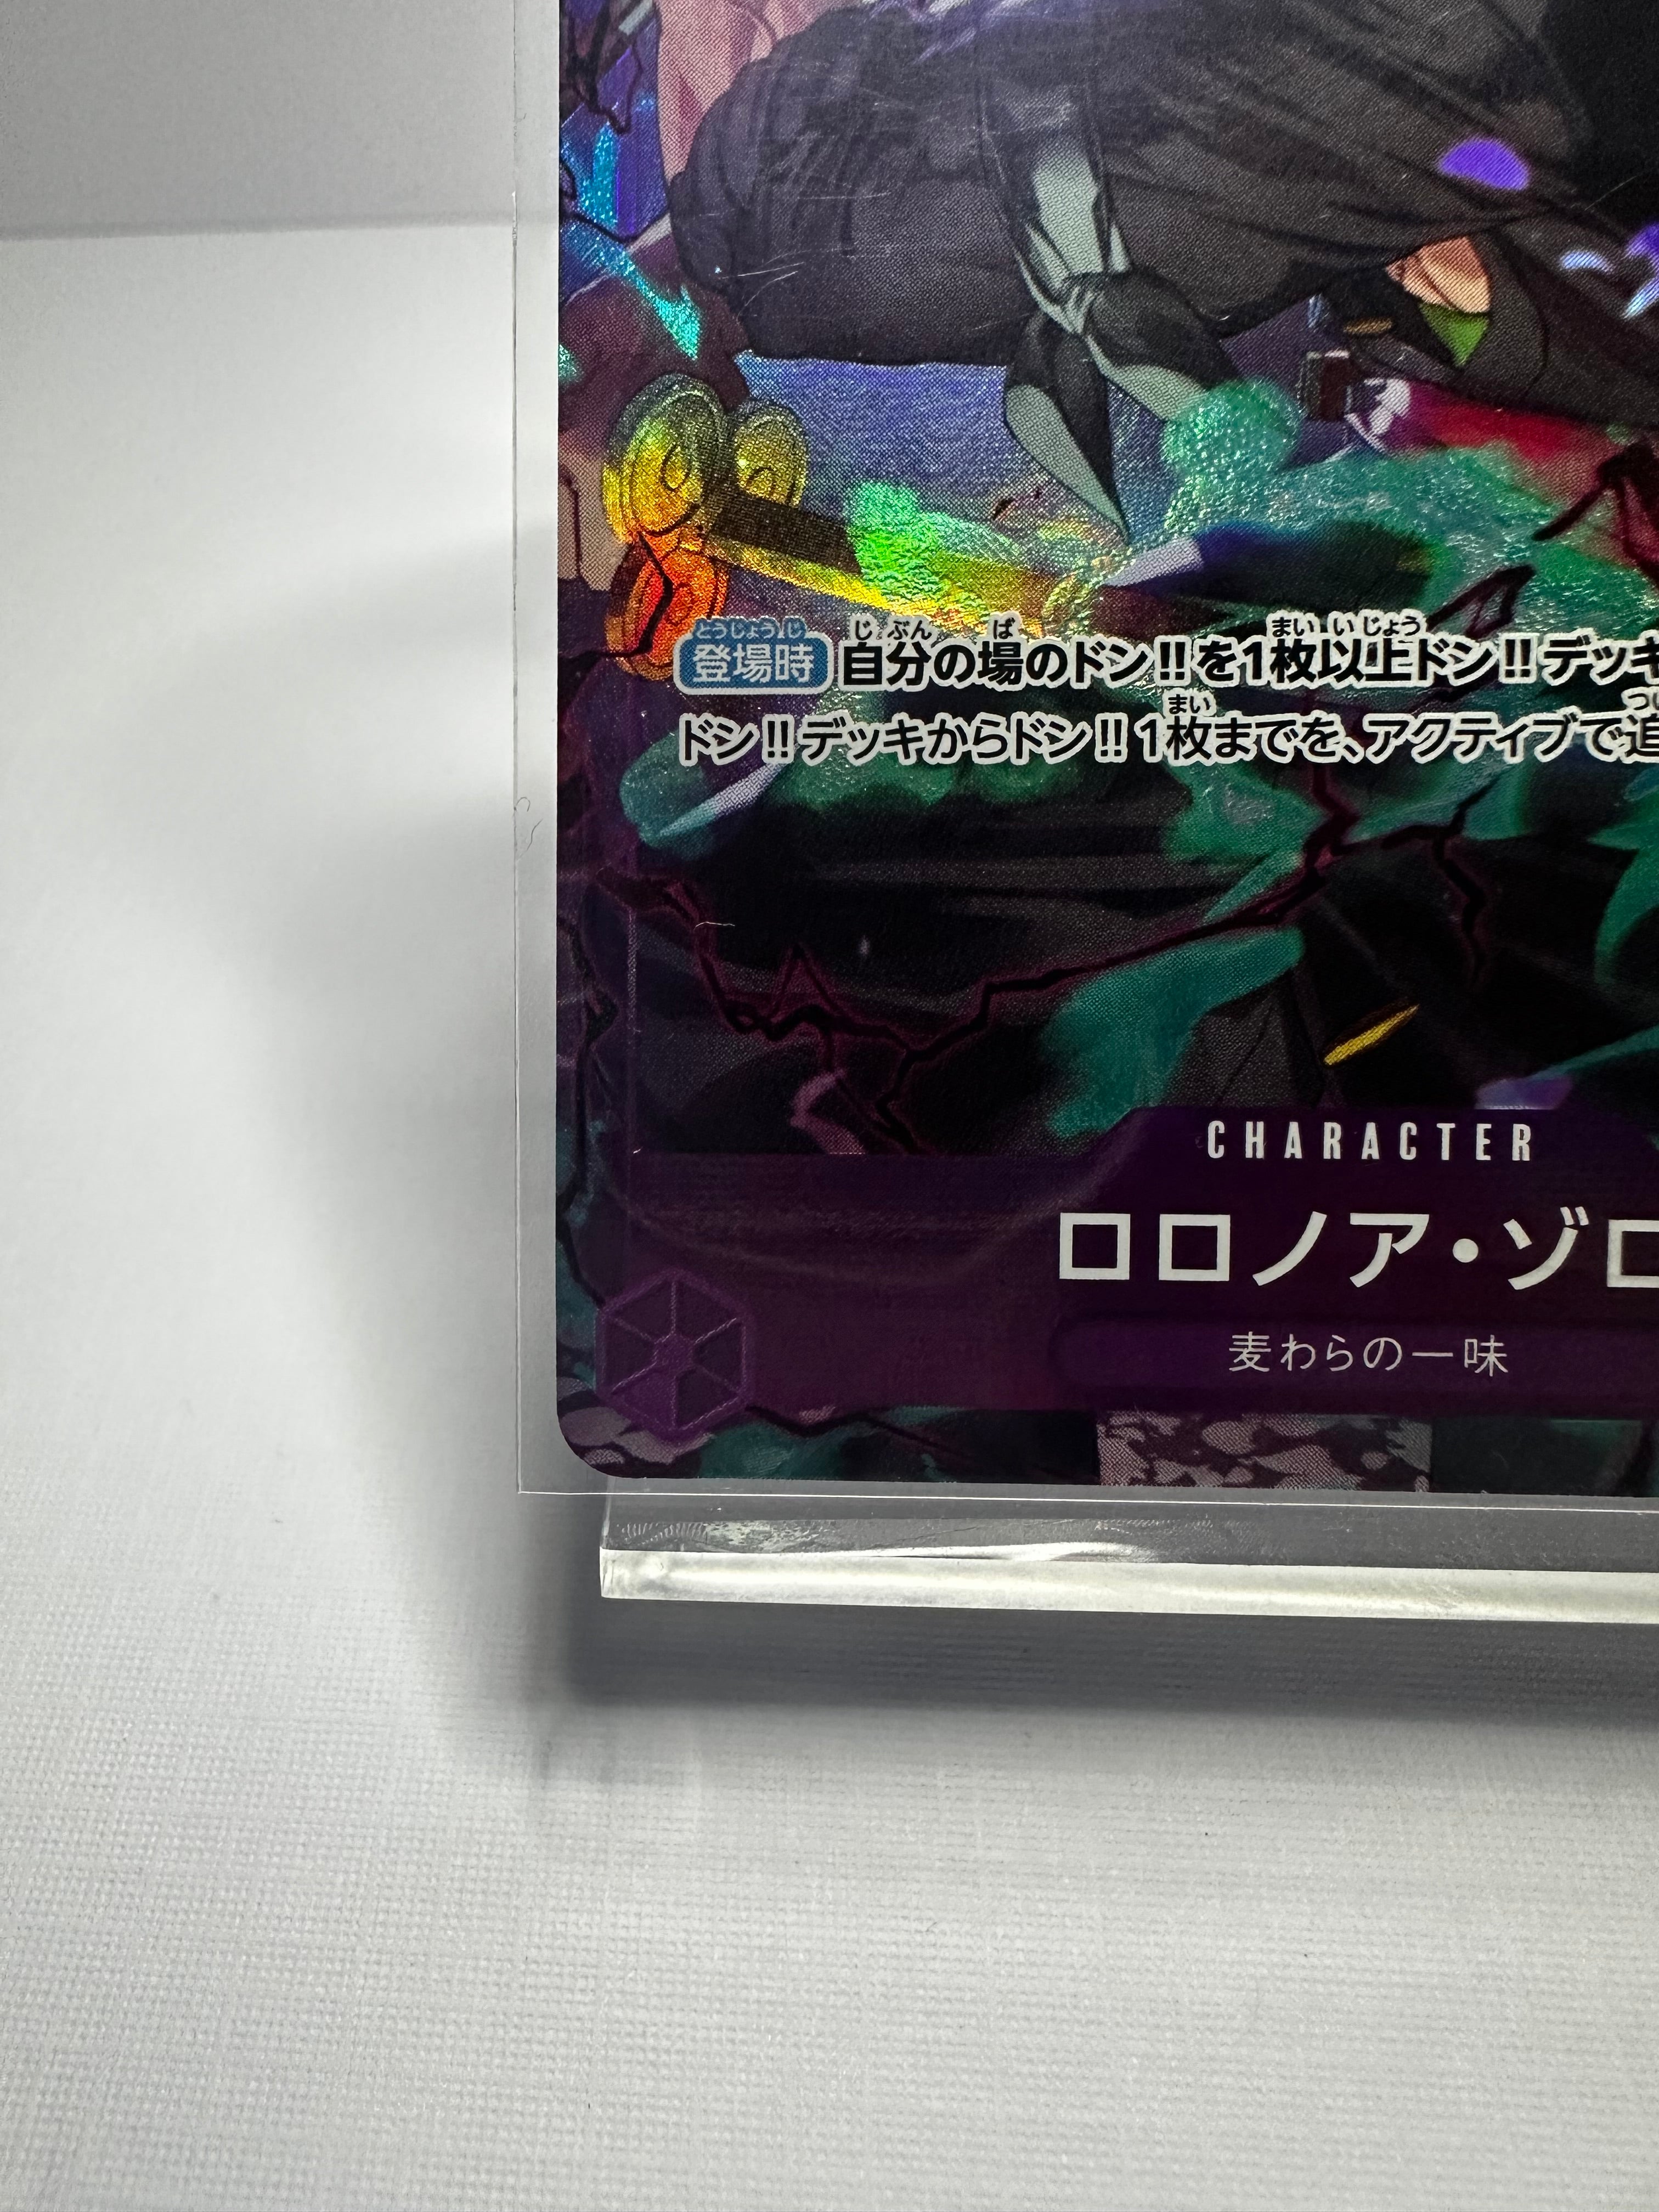 登場時 自分の場のドン!!を1枚以上ドン!!デッキ
ドン!!デッキからドン!!1枚までを、アクティブで追
CHARACTER
ロロノア・ゾロ
麦わらの一味